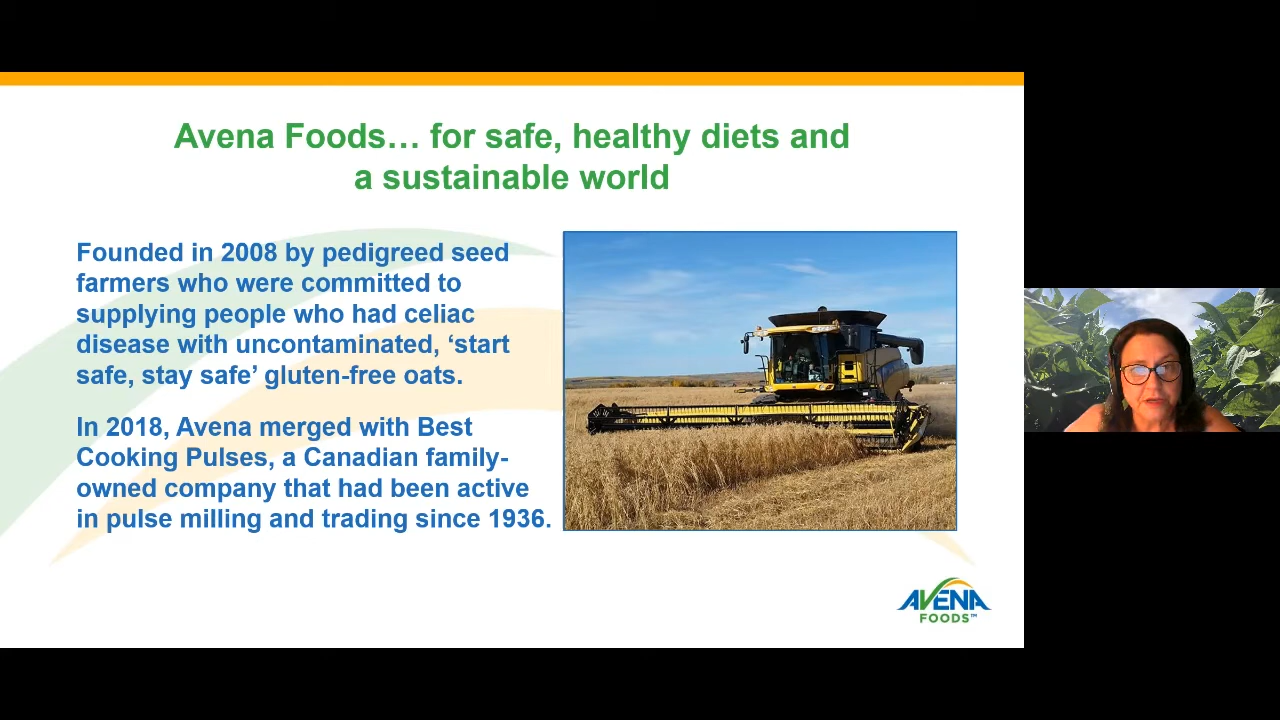 Avena Foods… for safe, healthy diets and
a sustainable world
Founded in 2008 by pedigreed seed
farmers who were committed to
supplying people who had celiac
disease with uncontaminated, ‘start
safe, stay safe’ gluten-free oats.
In 2018, Avena merged with Best
Cooking Pulses, a Canadian family-
owned company that had been active
in pulse milling and trading since 1936.
AVENA
FOODS™